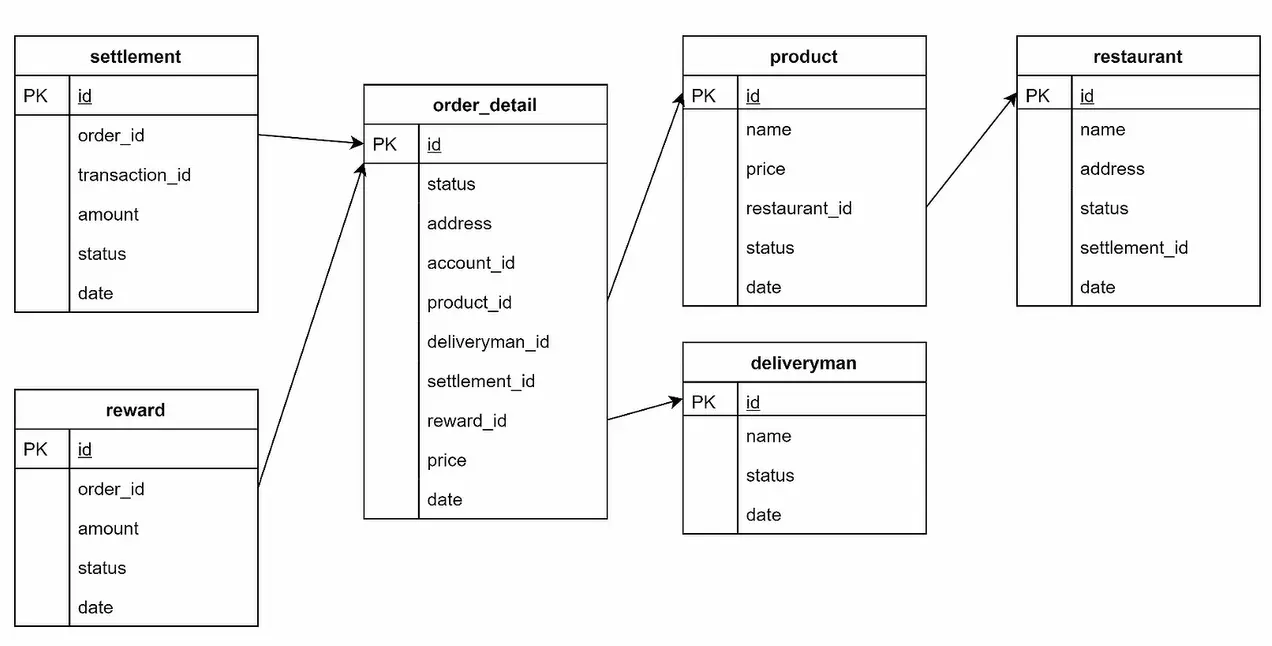 settlement
PK id
order_id
transaction_id
amount
status
date
reward
PK id
order_id
amount
status
date
order_detail
PK id
status
address
account_id
product_id
deliveryman_id
settlement_id
reward_id
price
date
product
PK id
name
price
restaurant_id
status
date
deliveryman
PK id
name
status
date
restaurant
PK id
name
address
status
settlement_id
date